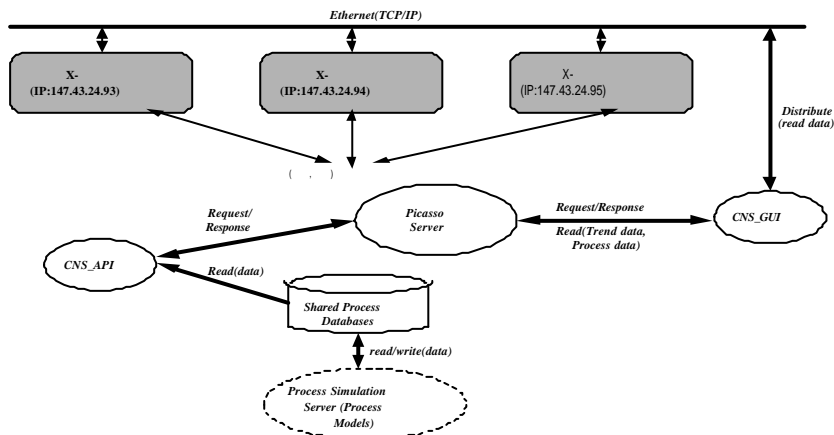 Ethernet(TCP/IP)
X-
(IP:147.43.24.93)
X-
(IP:147.43.24.94)
X-
(IP:147.43.24.95)
Distribute
(read data)
( . )
Request/
Response
Picasso
Server
Request/Response
Read(Trend data,
Process data)
CNS_GUI
CNS_API
Read(data)
Shared Process
Databases
read/write(data)
Process Simulation
Server (Process
Models)